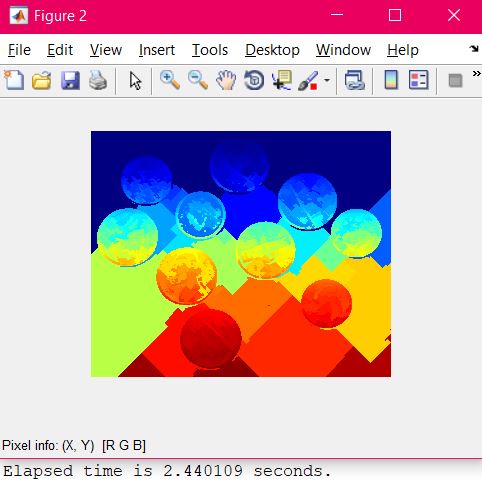 Figure 2
File Edit View Insert Tools Desktop Window Help
Pixel info: (X, Y) [R G B]
Elapsed time is 2.440109 seconds.